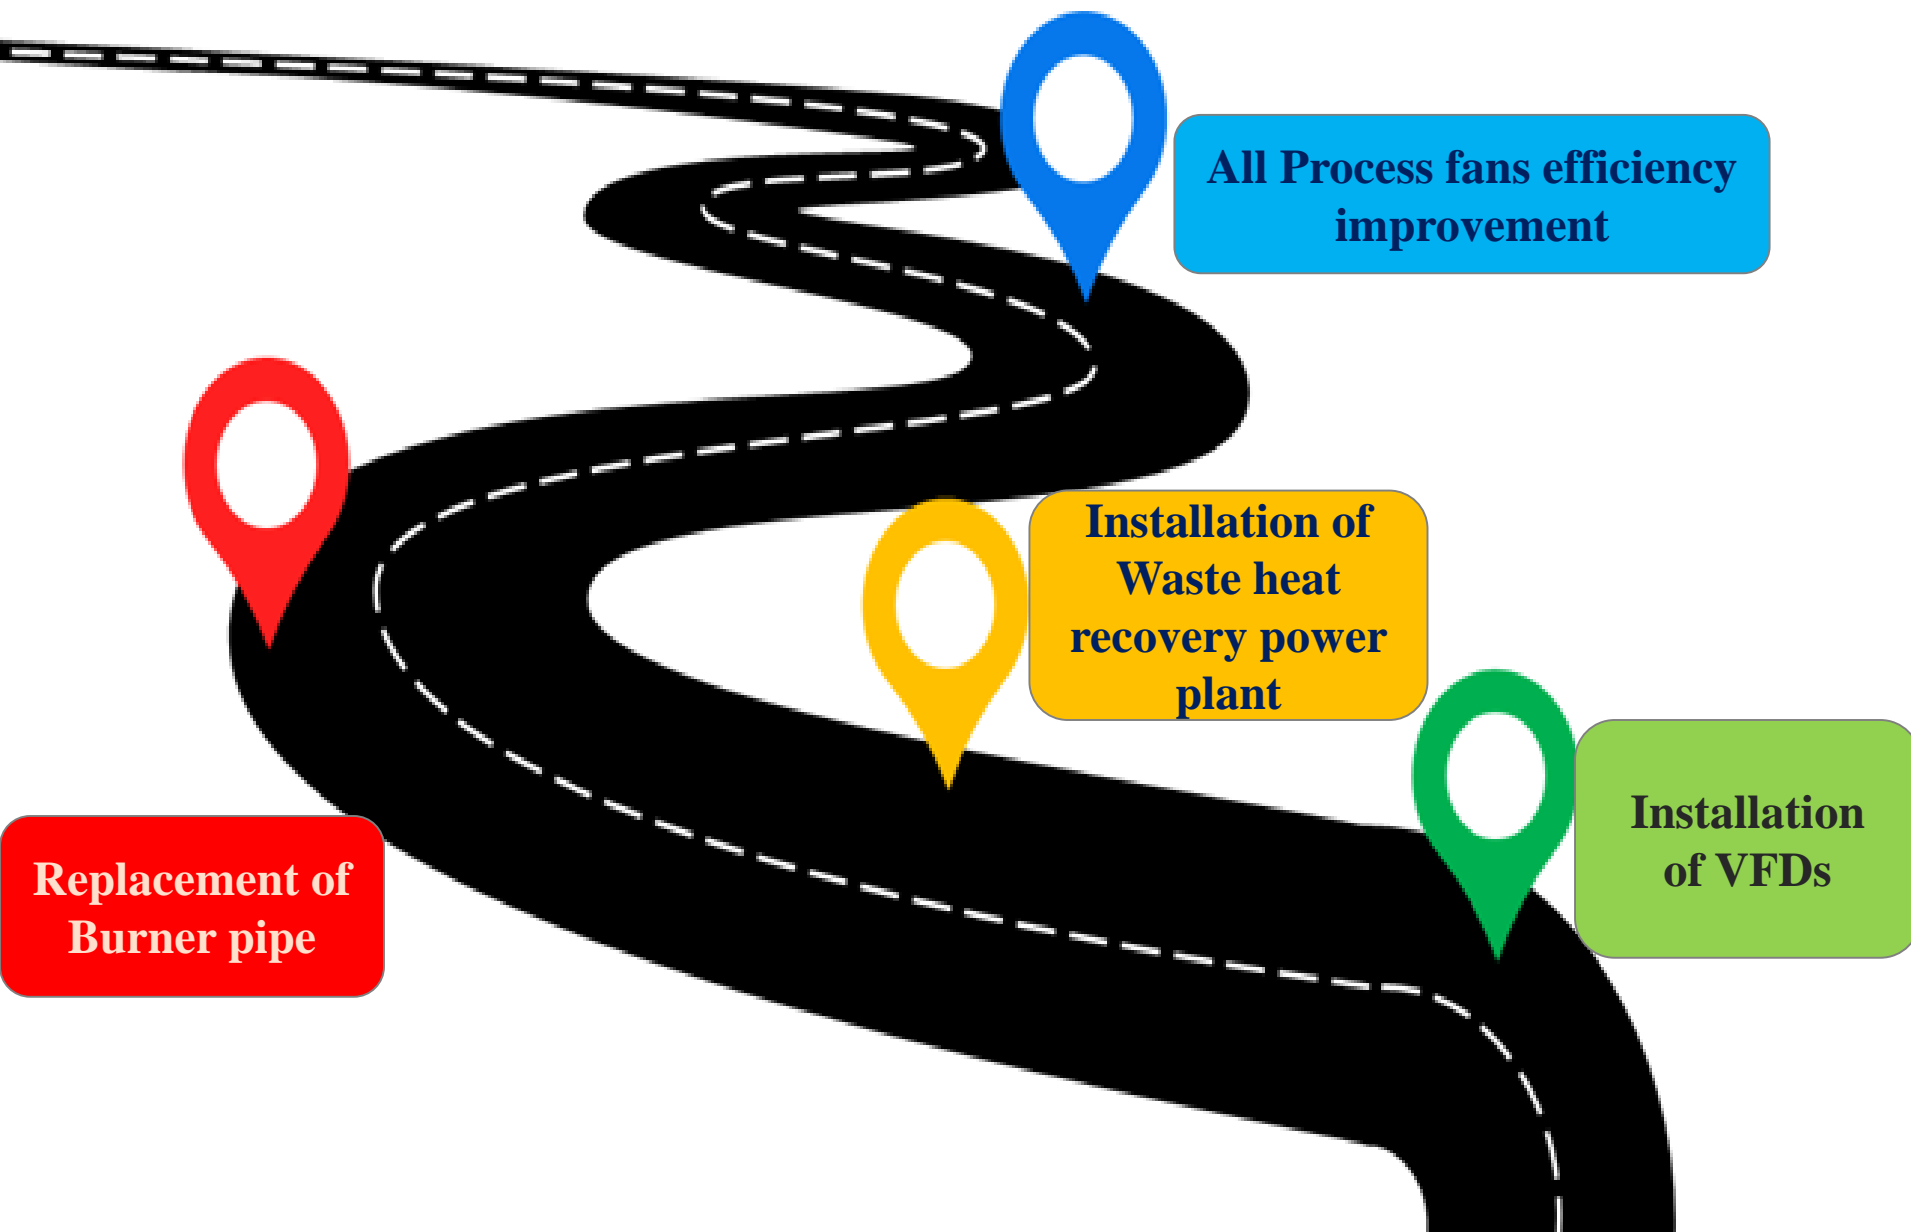 All Process fans efficiency
improvement
Installation of
Waste heat
recovery power
plant
Installation
of VFDs
Replacement of
Burner pipe